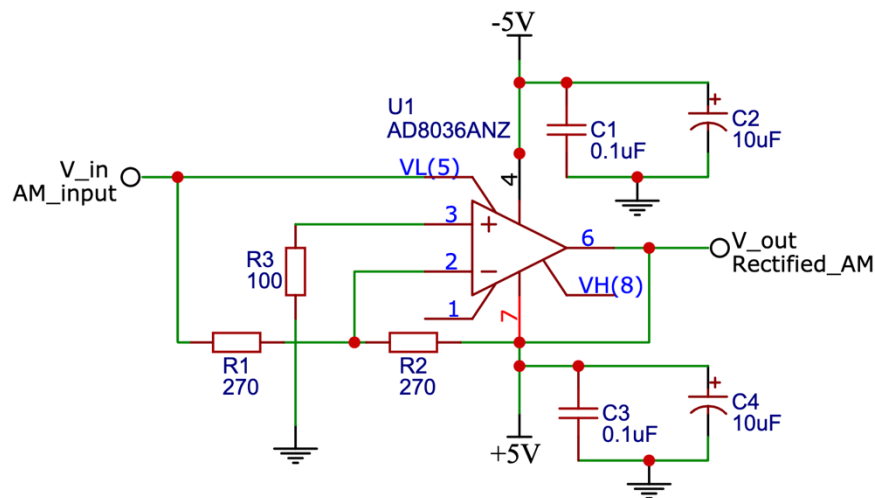 -5V
U1
AD8036ANZ
C1
0.1uF
C2
10uF
V_in
AM_input
VL(5)
4
3
+
6
V_out
Rectified_AM
R3
100
2
-
VH(8)
1
7
R1
270
R2
270
+
C3
0.1uF
C4
10uF
+
+5V